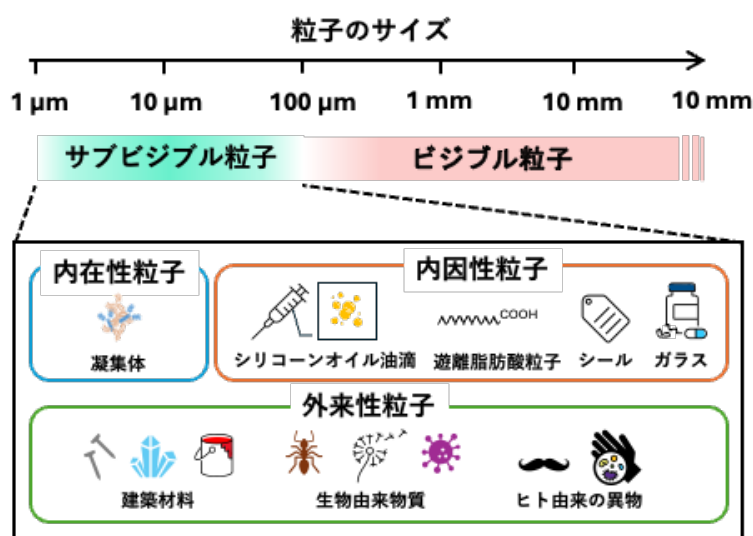 粒子のサイズ
1 μm 10 μm 100 μm 1 mm 10 mm 10 mm
サブビジブル粒子 ビジブル粒子
内在性粒子 内因性粒子
COOH
凝集体 シリコーンオイル油滴 遊離脂肪酸粒子 シール ガラス
外来性粒子
建築材料 生物由来物質 ヒト由来の異物